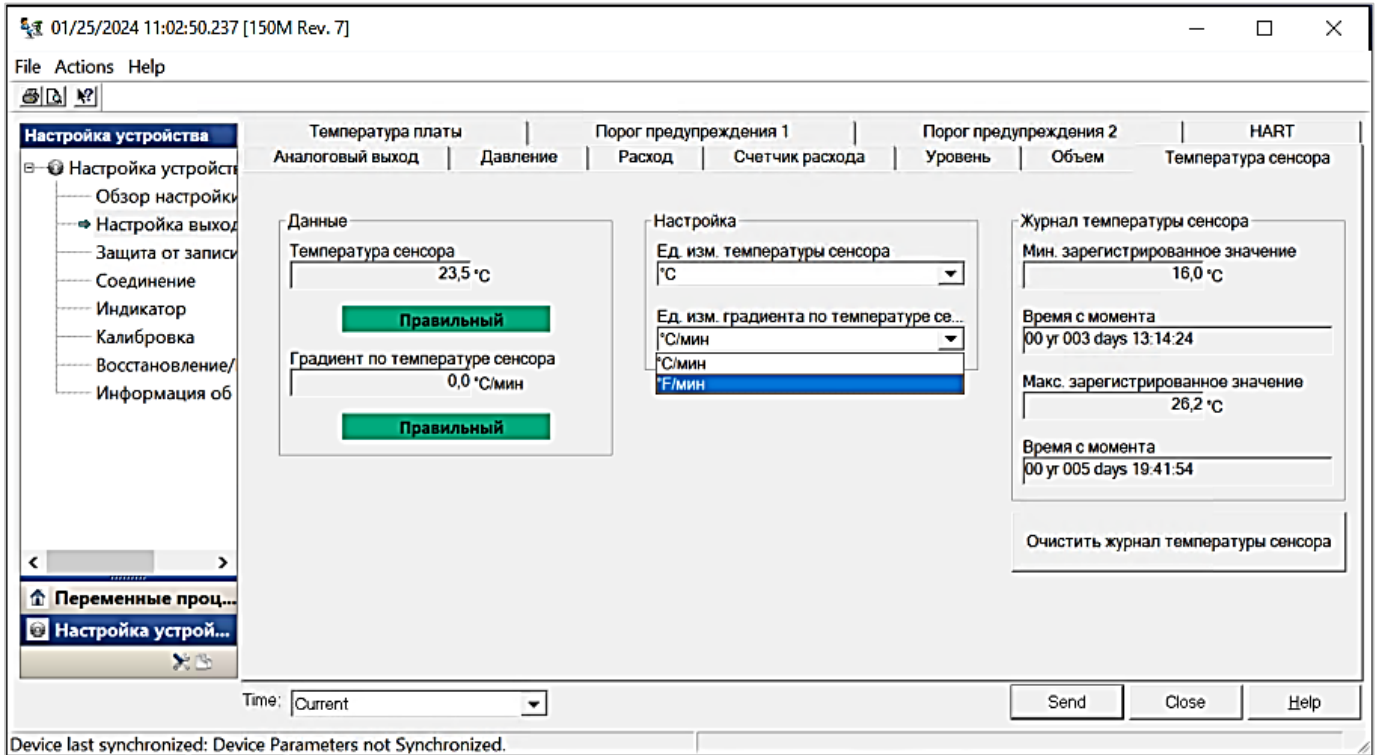 01/25/2024 11:02:50.237 [150M Rev. 7]
File Actions Help
Настройка устройства
Настройка устройств
Обзор настройки
Настройка выход
Защита от записи
Соединение
Индикатор
Калибровка
Восстановление/
Информация об
Переменные проц...
Настройка устрой...
Температура платы
Порог предупреждения 1
Порог предупреждения 2
HART
Аналоговый выход
Давление
Расход
Счетчик расхода
Уровень
Объем
Температура сенсора
Данные
Температура сенсора
23,5 °C
Правильный
Градиент по температуре сенсора
0,0 °C/мин
Правильный
Настройка
Ед. изм. температуры сенсора
°C
Ед. изм. градиента по температуре се...
°C/мин
°C/мин
°F/мин
Журнал температуры сенсора
Мин. зарегистрированное значение
16,0 °C
Время с момента
00 yr 003 days 13:14:24
Макс. зарегистрированное значение
26,2 °C
Время с момента
00 yr 005 days 19:41:54
Очистить журнал температуры сенсора
Time: Current
Send
Close
Help
Device last synchronized: Device Parameters not Synchronized.